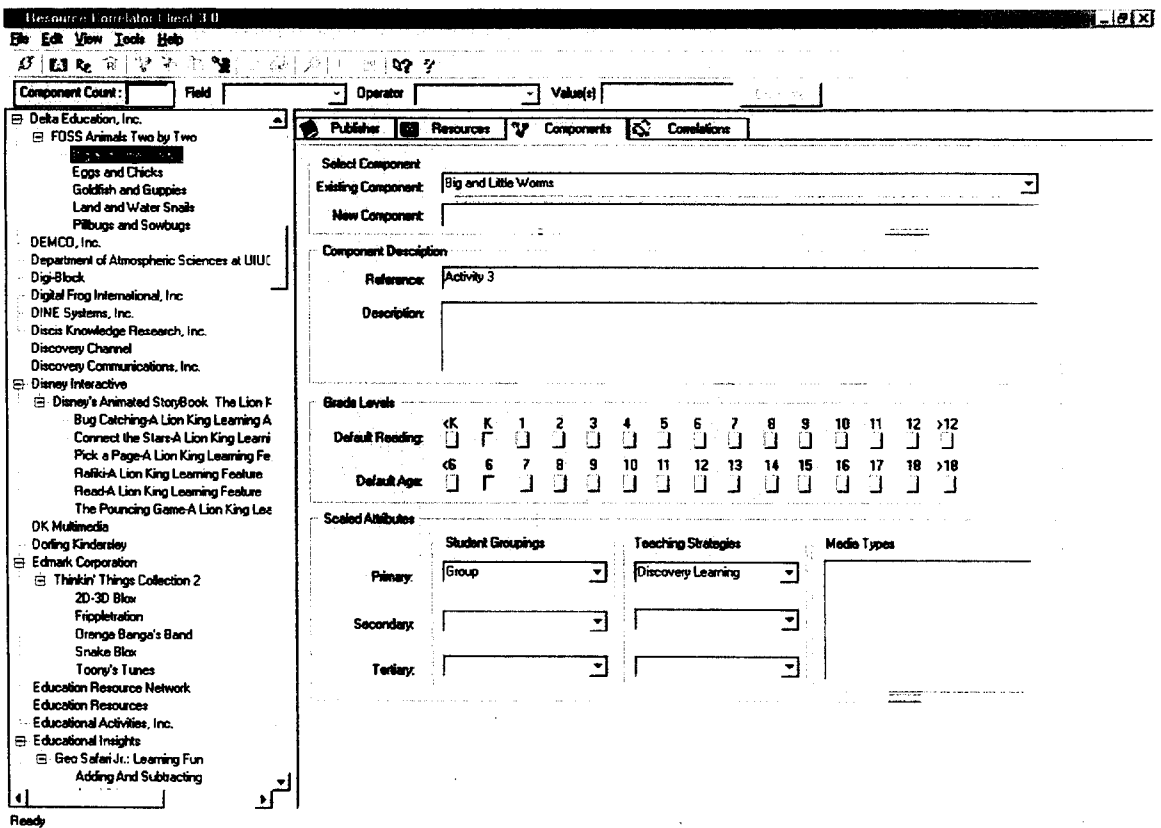 Resource Correlator Client 3.0
File Edit View Tools Help
Component Count: Field Operator Value(s)
Delta Education, Inc.
FOSS Animals Two by Two
Eggs and Chicks
Goldfish and Guppies
Land and Water Snails
Pillbugs and Sowbugs
DEMCO, Inc.
Department of Atmospheric Sciences at UIUC
Digi-Block
Digital Frog International, Inc
DINE Systems, Inc.
Discis Knowledge Research, Inc.
Discovery Channel
Discovery Communications, Inc.
Disney Interactive
Disney's Animated StoryBook The Lion K
Bug Catching-A Lion King Learning A
Connect the Stars-A Lion King Learni
Pick a Page-A Lion King Learning Fe
Rafiki-A Lion King Learning Feature
Read-A Lion King Learning Feature
The Pouncing Game-A Lion King Lea
DK Multimedia
Dorling Kindersley
Edmark Corporation
Thinkin' Things Collection 2
2D-3D Blox
Frippletration
Oranga Banga's Band
Snake Blox
Toony's Tunes
Education Resource Network
Education Resources
Educational Activities, Inc.
Educational Insights
Geo Safari Jr.: Learning Fun
Adding And Subtracting
Ready
Publisher Resources Components Correlations
Select Component
Existing Component: Big and Little Worms
New Component:
Component Description
Reference: Activity 3
Description:
Grade Levels
<K K 1 2 3 4 5 6 7 8 9 10 11 12 >12
Default Reading:
<6 6 7 8 9 10 11 12 13 14 15 16 17 18 >18
Default Age:
Scaled Attributes
Student Groupings Teaching Strategies Media Types
Primary: Group Discovery Learning
Secondary:
Tertiary: